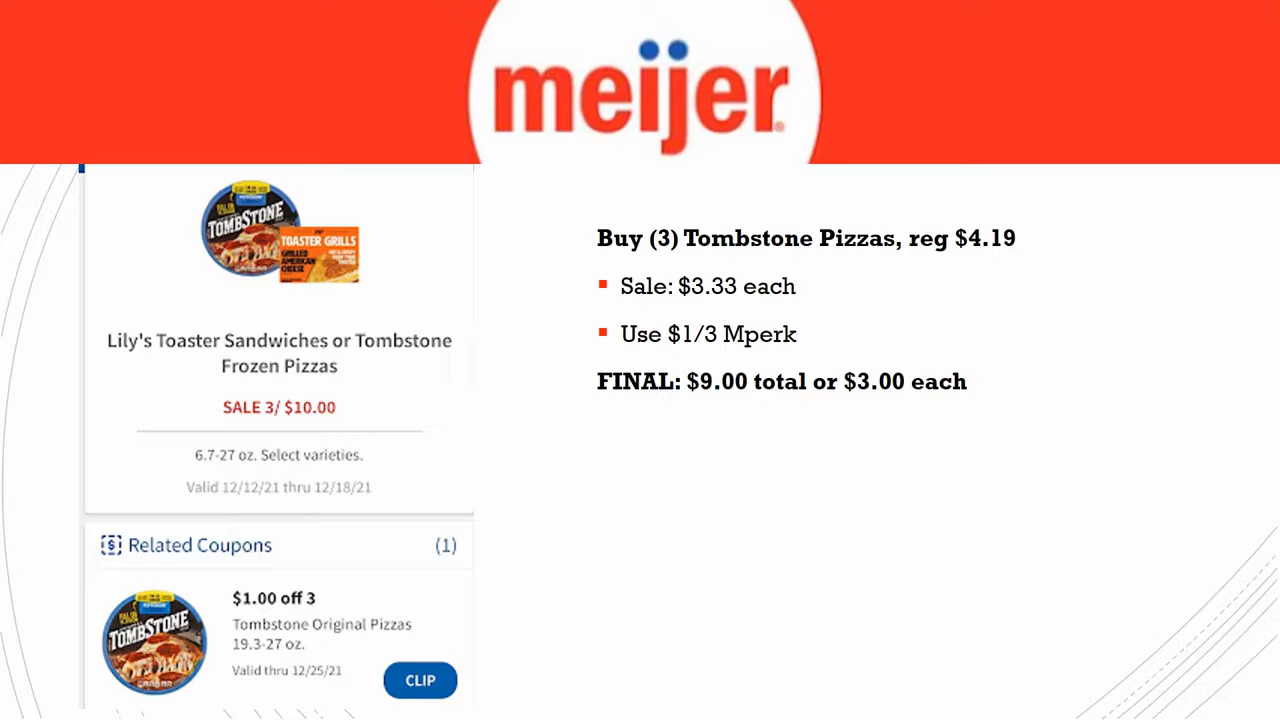 meijer
TOMBSTONE
TOASTER GRILLS
GRILLED
AMERICAN
CHEESE
Lily's Toaster Sandwiches or Tombstone
Frozen Pizzas
SALE 3/ $10.00
6.7-27 oz. Select varieties.
Valid 12/12/21 thru 12/18/21
Related Coupons (1)
$1.00 off 3
Tombstone Original Pizzas
19.3-27 oz.
Valid thru 12/25/21
CLIP
TOMBSTONE
Buy (3) Tombstone Pizzas, reg $4.19
Sale: $3.33 each
Use $1/3 Mperk
FINAL: $9.00 total or $3.00 each